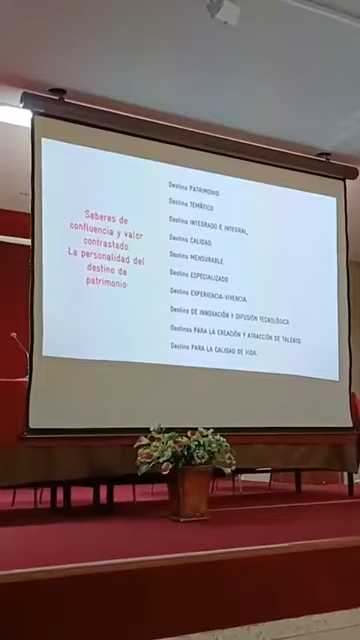 Saberes de
confluencia y valor
contrastado.
La personalidad del
destino de
patrimonio
Destino PATRIMONIO
Destino TEMÁTICO
Destino INTEGRADO E INTEGRAL,
Destino CALIDAD
Destino MENSURABLE,
Destino ESPECIALIZADO
Destino EXPERIENCIA-VIVENCIA
Destino DE INNOVACIÓN Y DIFUSIÓN TECNOLÓGICA
Destinos PARA LA CREACIÓN Y ATRACCIÓN DE TALENTO
Destino PARA LA CALIDAD DE VIDA